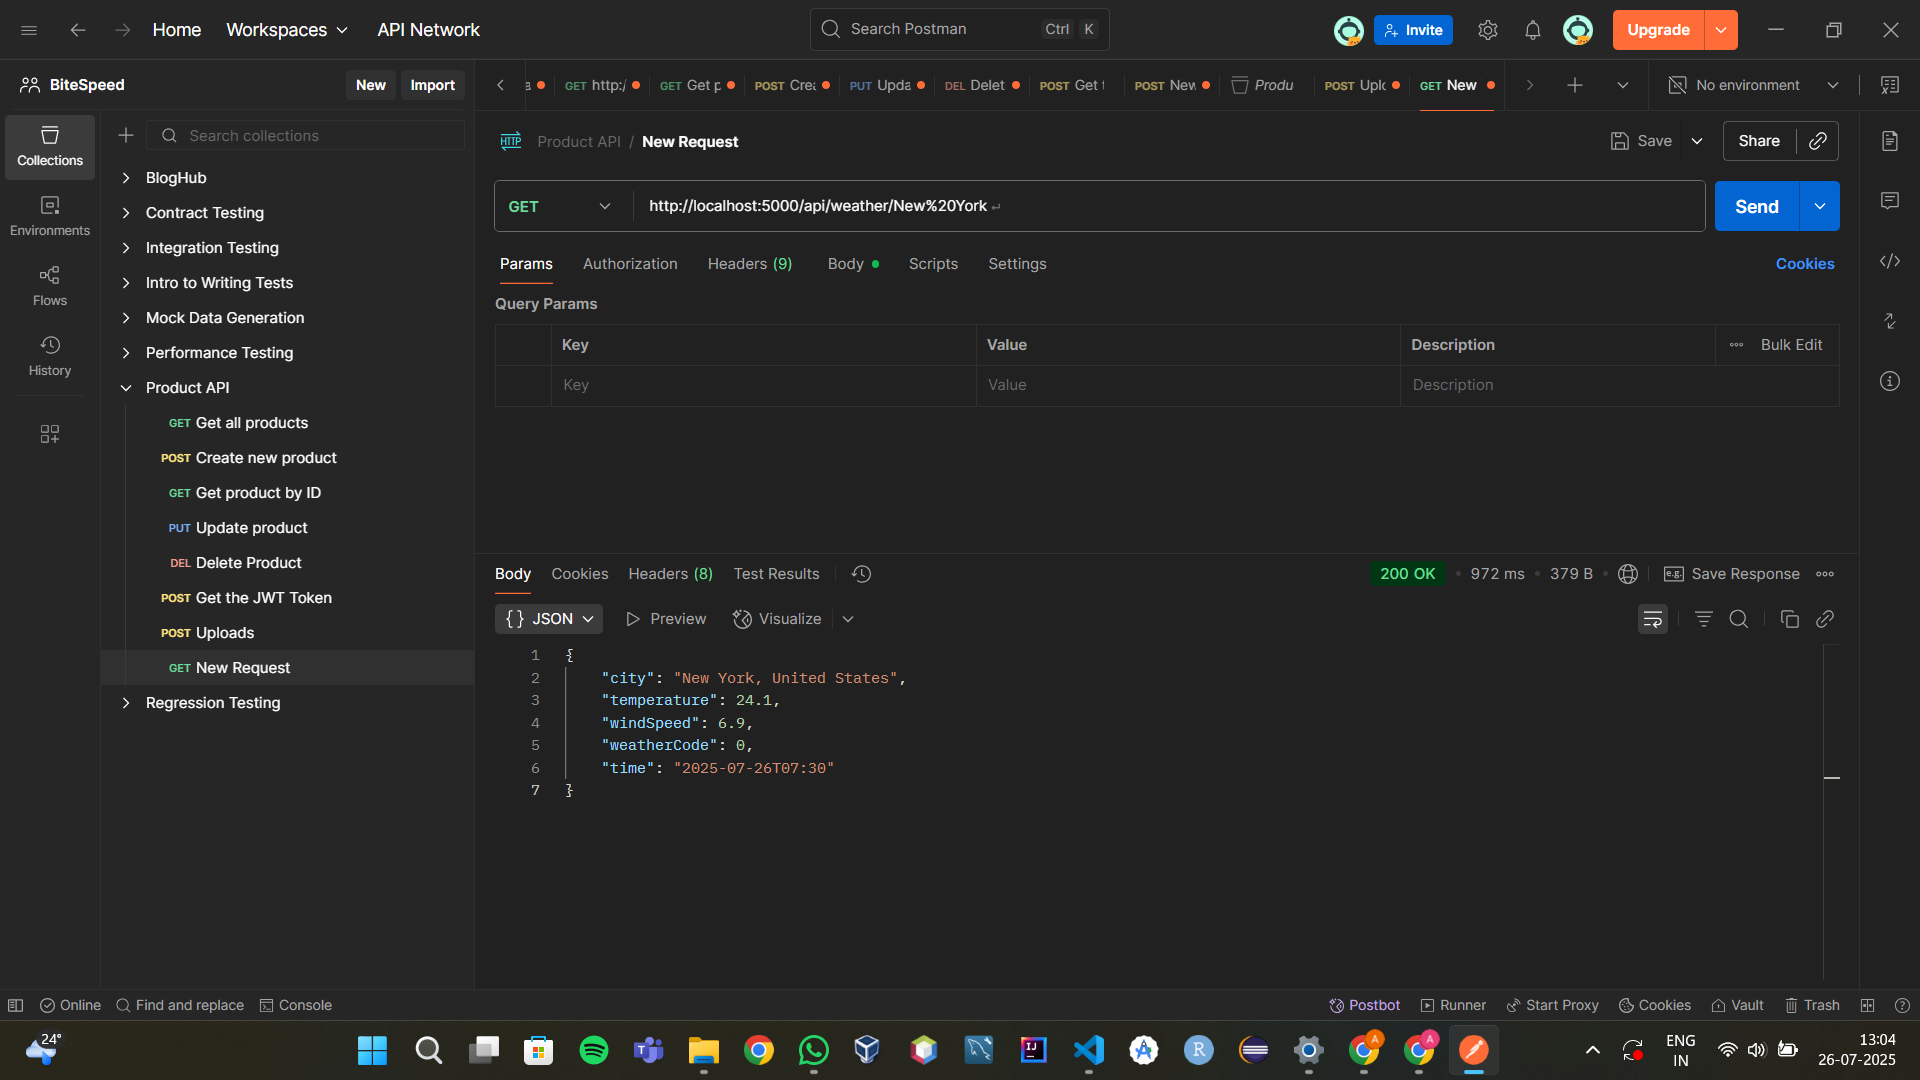 Home
Workspaces
API Network
Search Postman
Ctrl
K
Invite
Upgrade
BiteSpeed
New
Import
GET http:/
GET Get p
POST Crea
PUT Upda
DEL Delet
POST Get t
POST New
Produ
POST Uplo
GET New
No environment
Collections
Environments
Flows
History
Search collections
BlogHub
Contract Testing
Integration Testing
Intro to Writing Tests
Mock Data Generation
Performance Testing
Product API
GET Get all products
POST Create new product
GET Get product by ID
PUT Update product
DEL Delete Product
POST Get the JWT Token
POST Uploads
GET New Request
Regression Testing
HTTP Product API / New Request
Save
Share
GET
http://localhost:5000/api/weather/New%20York
Send
Params
Authorization
Headers (9)
Body
Scripts
Settings
Cookies
Query Params
Key
Value
Description
Bulk Edit
Key
Value
Description
Body
Cookies
Headers (8)
Test Results
200 OK
972 ms
379 B
e.g. Save Response
{} JSON
Preview
Visualize
1 {
2 "city": "New York, United States",
3 "temperature": 24.1,
4 "windSpeed": 6.9,
5 "weatherCode": 0,
6 "time": "2025-07-26T07:30"
7 }
Online
Find and replace
Console
Postbot
Runner
Start Proxy
Cookies
Vault
Trash
24°
ENG
IN
13:04
26-07-2025